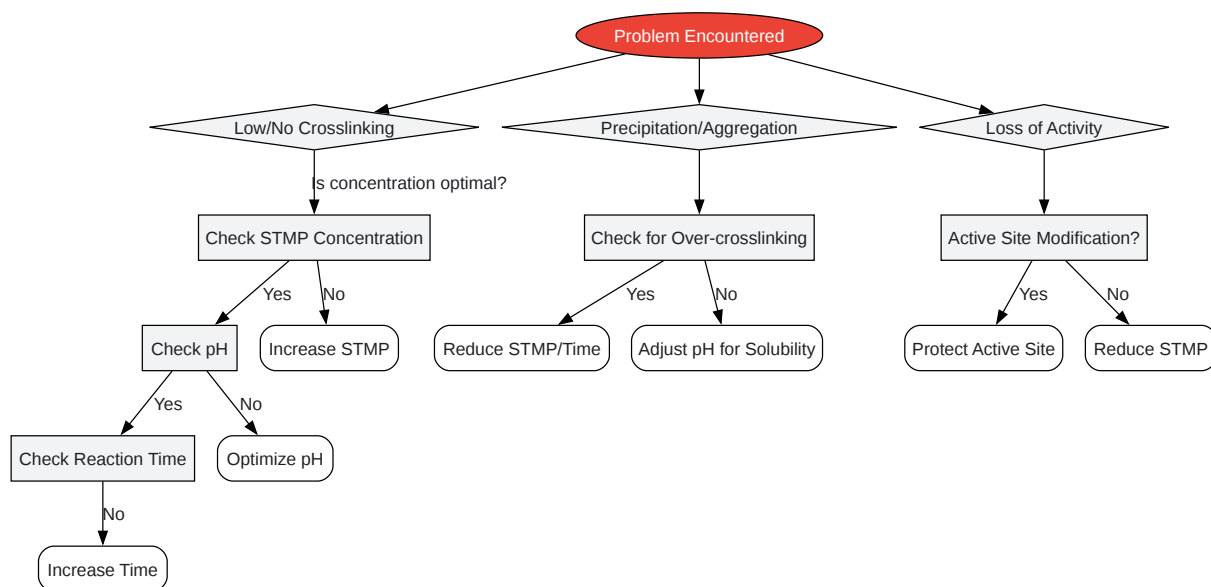 Problem Encountered
Low/No Crosslinking
Precipitation/Aggregation
Loss of Activity
Is concentration optimal?
Check STMP Concentration
Check for Over-crosslinking
Active Site Modification?
Yes
No
Yes
No
Yes
No
Check pH
Increase STMP
Reduce STMP/Time
Adjust pH for Solubility
Protect Active Site
Reduce STMP
Yes
No
Check Reaction Time
Optimize pH
No
Increase Time